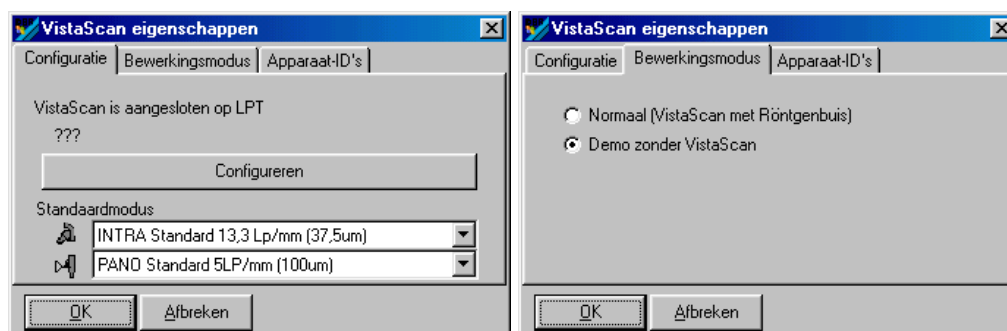 VistaScan eigenschappen
Configuratie Bewerkingsmodus Apparaat-ID's
VistaScan is aangesloten op LPT
???
Configureren
Standaardmodus
INTRA Standard 13,3 Lp/mm (37,5um)
PANO Standard 5LP/mm (100um)
OK Afbreken
VistaScan eigenschappen
Configuratie Bewerkingsmodus Apparaat-ID's
Normaal (VistaScan met Röntgenbuis)
Demo zonder VistaScan
OK Afbreken